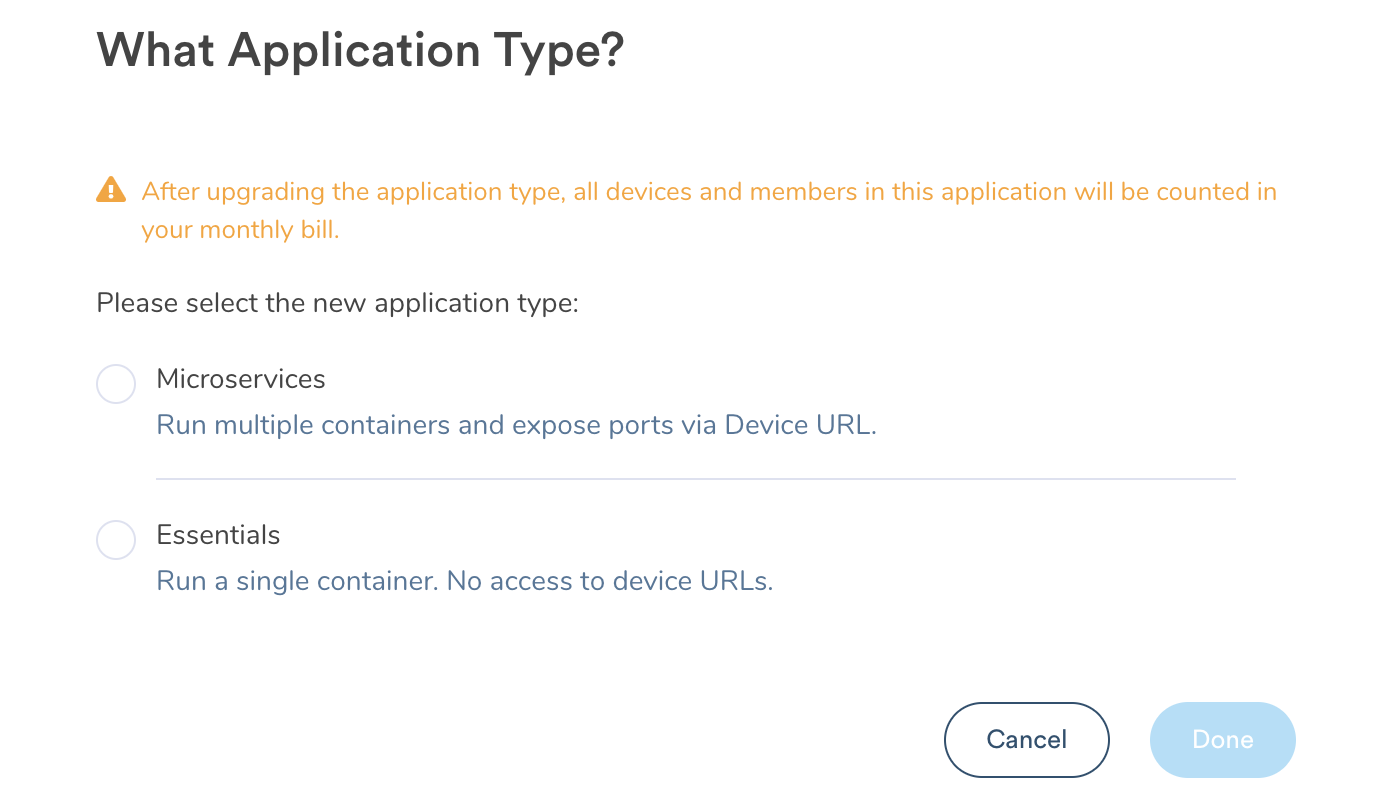 What Application Type?
After upgrading the application type, all devices and members in this application will be counted in
your monthly bill.
Please select the new application type:
Microservices
Run multiple containers and expose ports via Device URL.
Essentials
Run a single container. No access to device URLs.
Cancel
Done